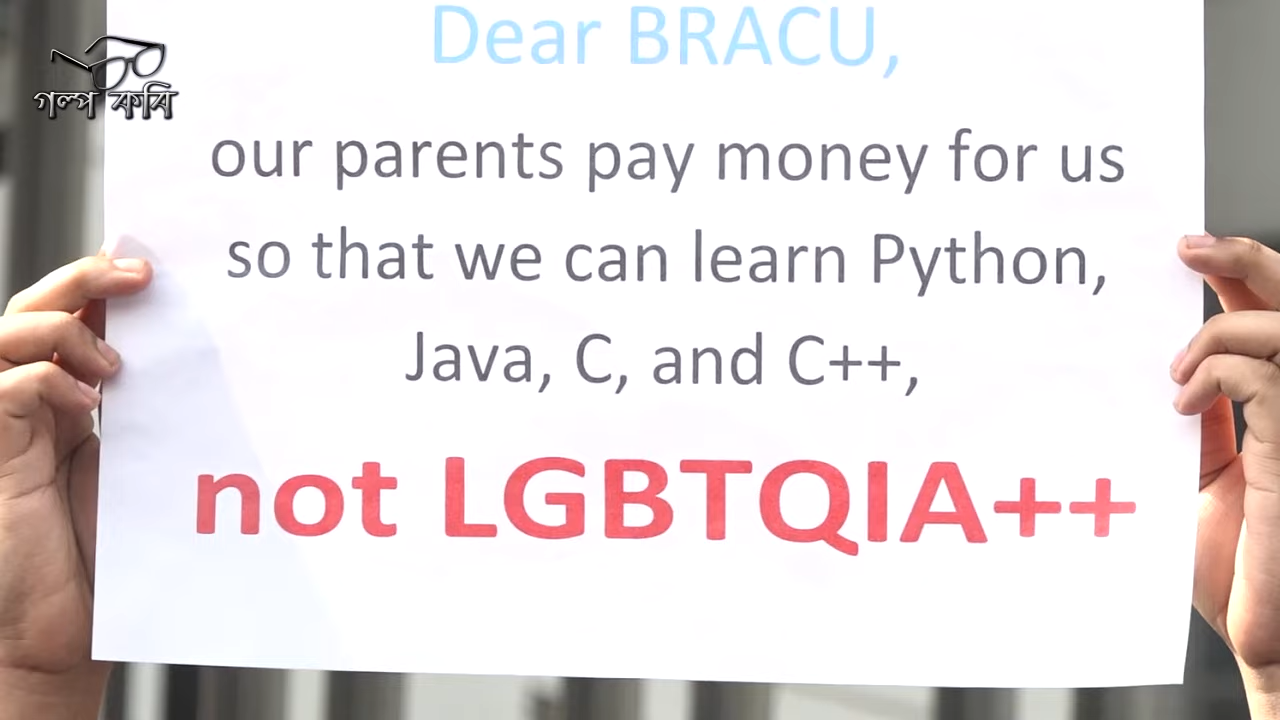 গল্প কবি
Dear BRACU,
our parents pay money for us
so that we can learn Python,
Java, C, and C++,
not LGBTQIA++